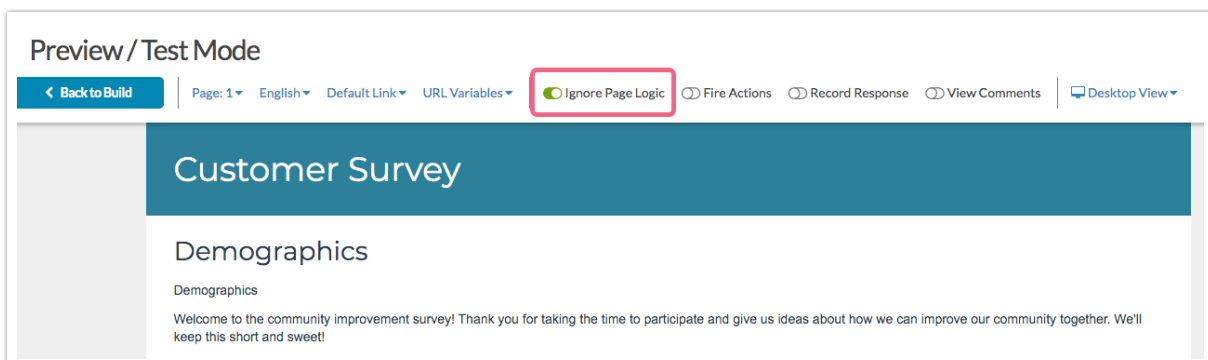 Preview / Test Mode
Back to Build Page: 1 English Default Link URL Variables Ignore Page Logic Fire Actions Record Response View Comments Desktop View
Customer Survey
Demographics
Demographics
Welcome to the community improvement survey! Thank you for taking the time to participate and give us ideas about how we can improve our community together. We'll
keep this short and sweet!